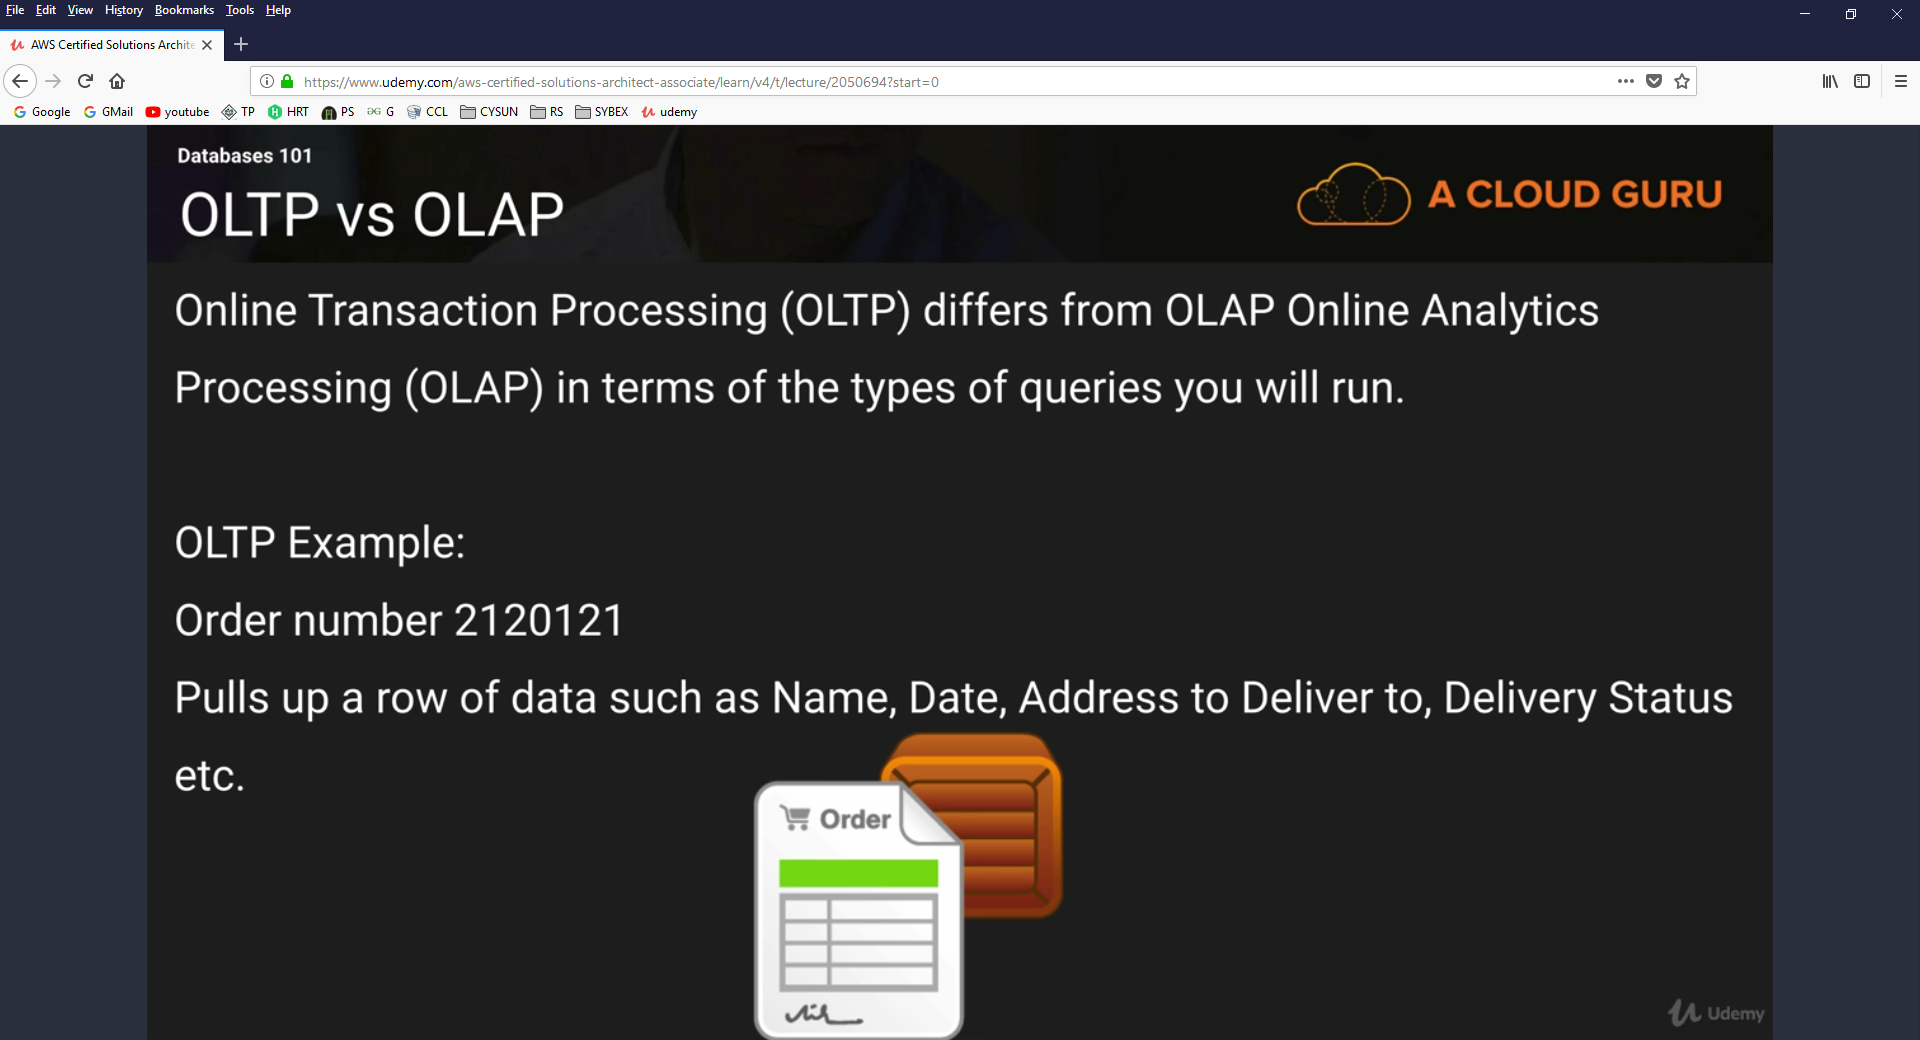 File Edit View History Bookmarks Tools Help
AWS Certified Solutions Archite
https://www.udemy.com/aws-certified-solutions-architect-associate/learn/v4/t/lecture/2050694?start=0
Google GMail youtube TP HRT PS G CCL CYSUN RS SYBEX udemy
Databases 101
OLTP vs OLAP
A CLOUD GURU
Online Transaction Processing (OLTP) differs from OLAP Online Analytics
Processing (OLAP) in terms of the types of queries you will run.
OLTP Example:
Order number 2120121
Pulls up a row of data such as Name, Date, Address to Deliver to, Delivery Status
etc.
Order
Udemy